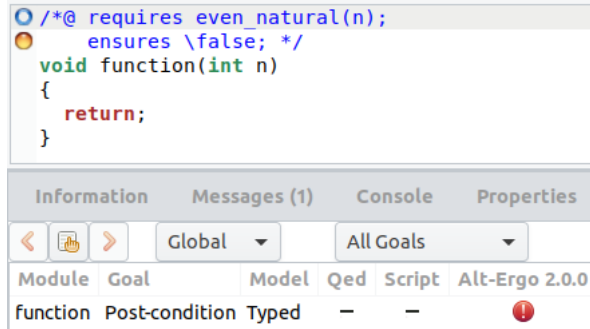 /*@ requires even_natural(n);
ensures \false; */
void function(int n)
{
return;
}
Information Messages (1) Console Properties
Global All Goals
Module Goal Model Qed Script Alt-Ergo 2.0.0
function Post-condition Typed – –